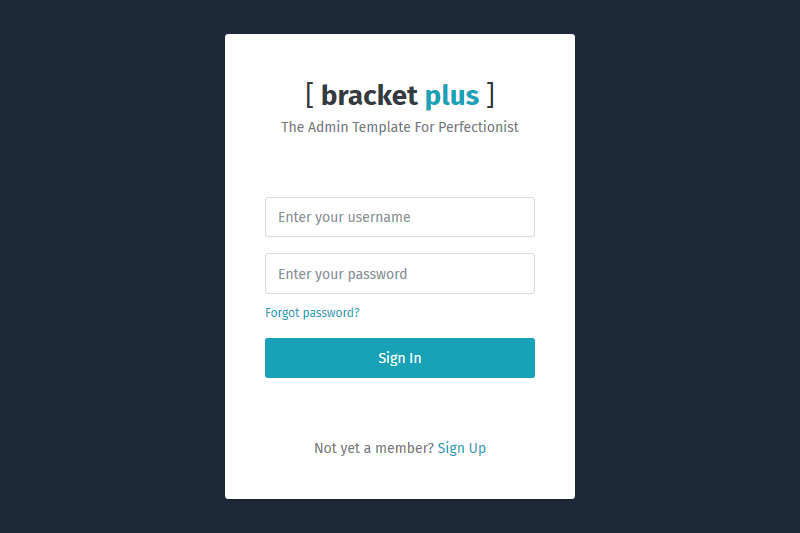 [ bracket plus ]
The Admin Template For Perfectionist
Enter your username
Enter your password
Forgot password?
Sign In
Not yet a member? Sign Up